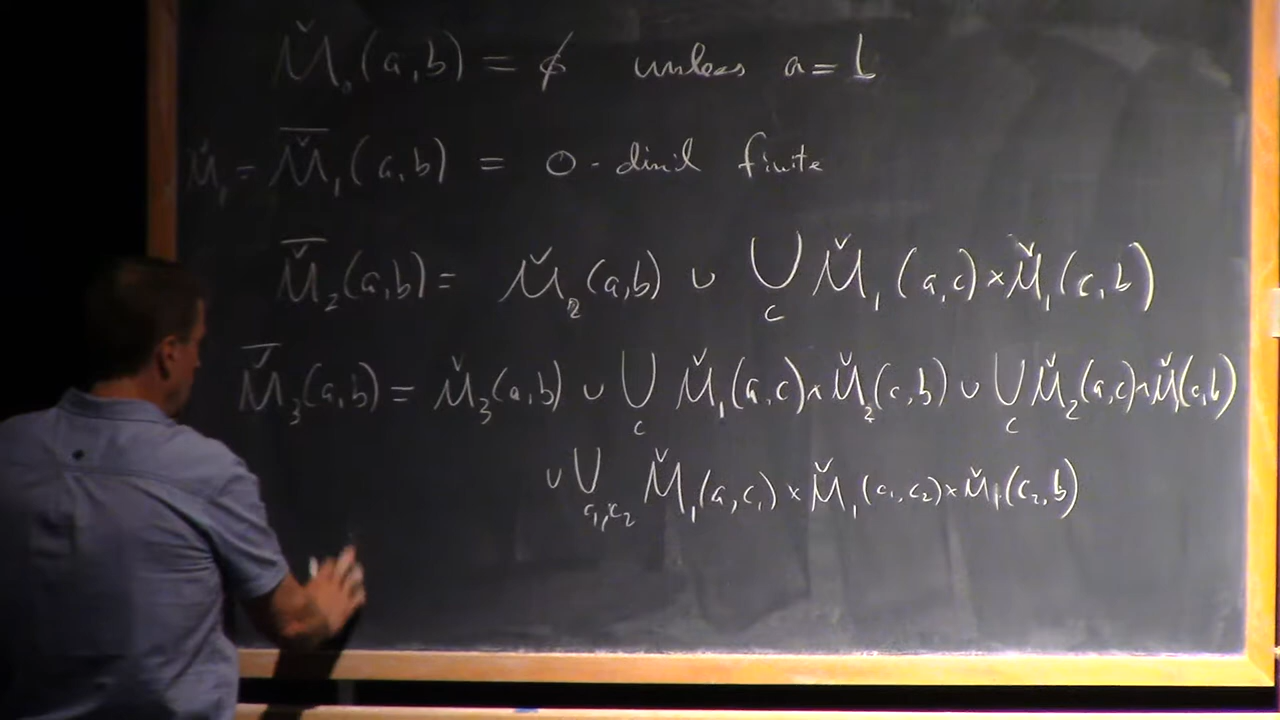 M̌₀(a,b) = ∅ unless a=b
M̌₁ = M̌̅₁(a,b) = 0-dim'l finite
M̌̅₂(a,b) = M̌₂(a,b) ∪ ⋃_c M̌₁(a,c)×M̌₁(c,b)
M̌̅₃(a,b) = M̌₃(a,b) ∪ ⋃_c M̌₁(a,c)×M̌₂(c,b) ∪ ⋃_c M̌₂(a,c)×M̌₁(c,b)
∪ ⋃_{c₁,c₂} M̌₁(a,c₁)×M̌₁(c₁,c₂)×M̌₁(c₂,b)